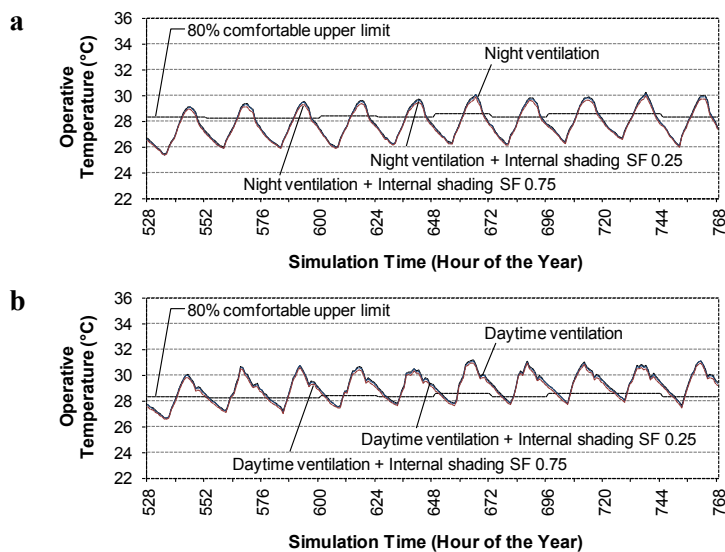 a
Operative
Temperature (°C)
36
34
32
30
28
26
24
22
80% comfortable upper limit
Night ventilation
Night ventilation + Internal shading SF 0.25
Night ventilation + Internal shading SF 0.75
528
552
576
600
624
648
672
696
720
744
768
Simulation Time (Hour of the Year)
b
Operative
Temperature (°C)
36
34
32
30
28
26
24
22
80% comfortable upper limit
Daytime ventilation
Daytime ventilation + Internal shading SF 0.25
Daytime ventilation + Internal shading SF 0.75
528
552
576
600
624
648
672
696
720
744
768
Simulation Time (Hour of the Year)